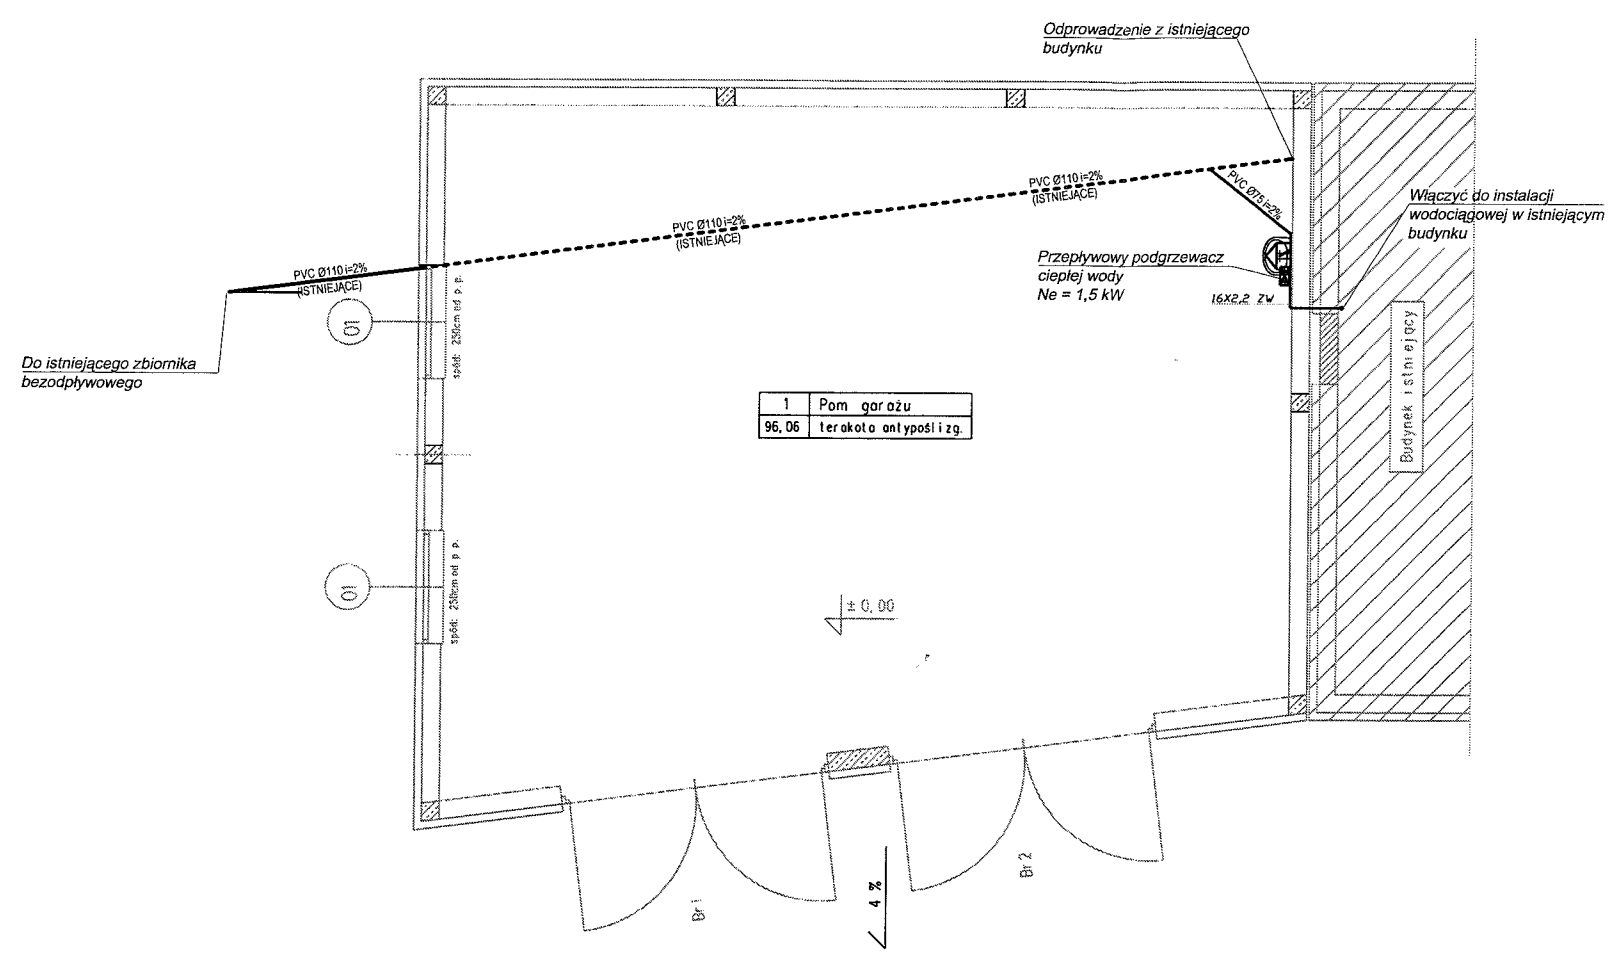 Odprowadzenie z istniejącego
budynku
PVC Ø110 i=2%
(ISTNIEJĄCE)
PVC Ø75 i=2%
Włączyć do instalacji
wodociągowej w istniejącym
budynku
PVC Ø110 i=2%
(ISTNIEJĄCE)
Przepływowy podgrzewacz
ciepłej wody
Ne = 1,5 kW
16X2,2 ZW
PVC Ø110 i=2%
(ISTNIEJĄCE)
01
spód: 230cm od p.p.
Do istniejącego zbiornika
bezodpływowego
Budynek istniejący
1 Pom garażu
96,06 terakota antypoślizg.
01
spód: 230cm od p p.
± 0,00
Br 1
4 %
Br 2